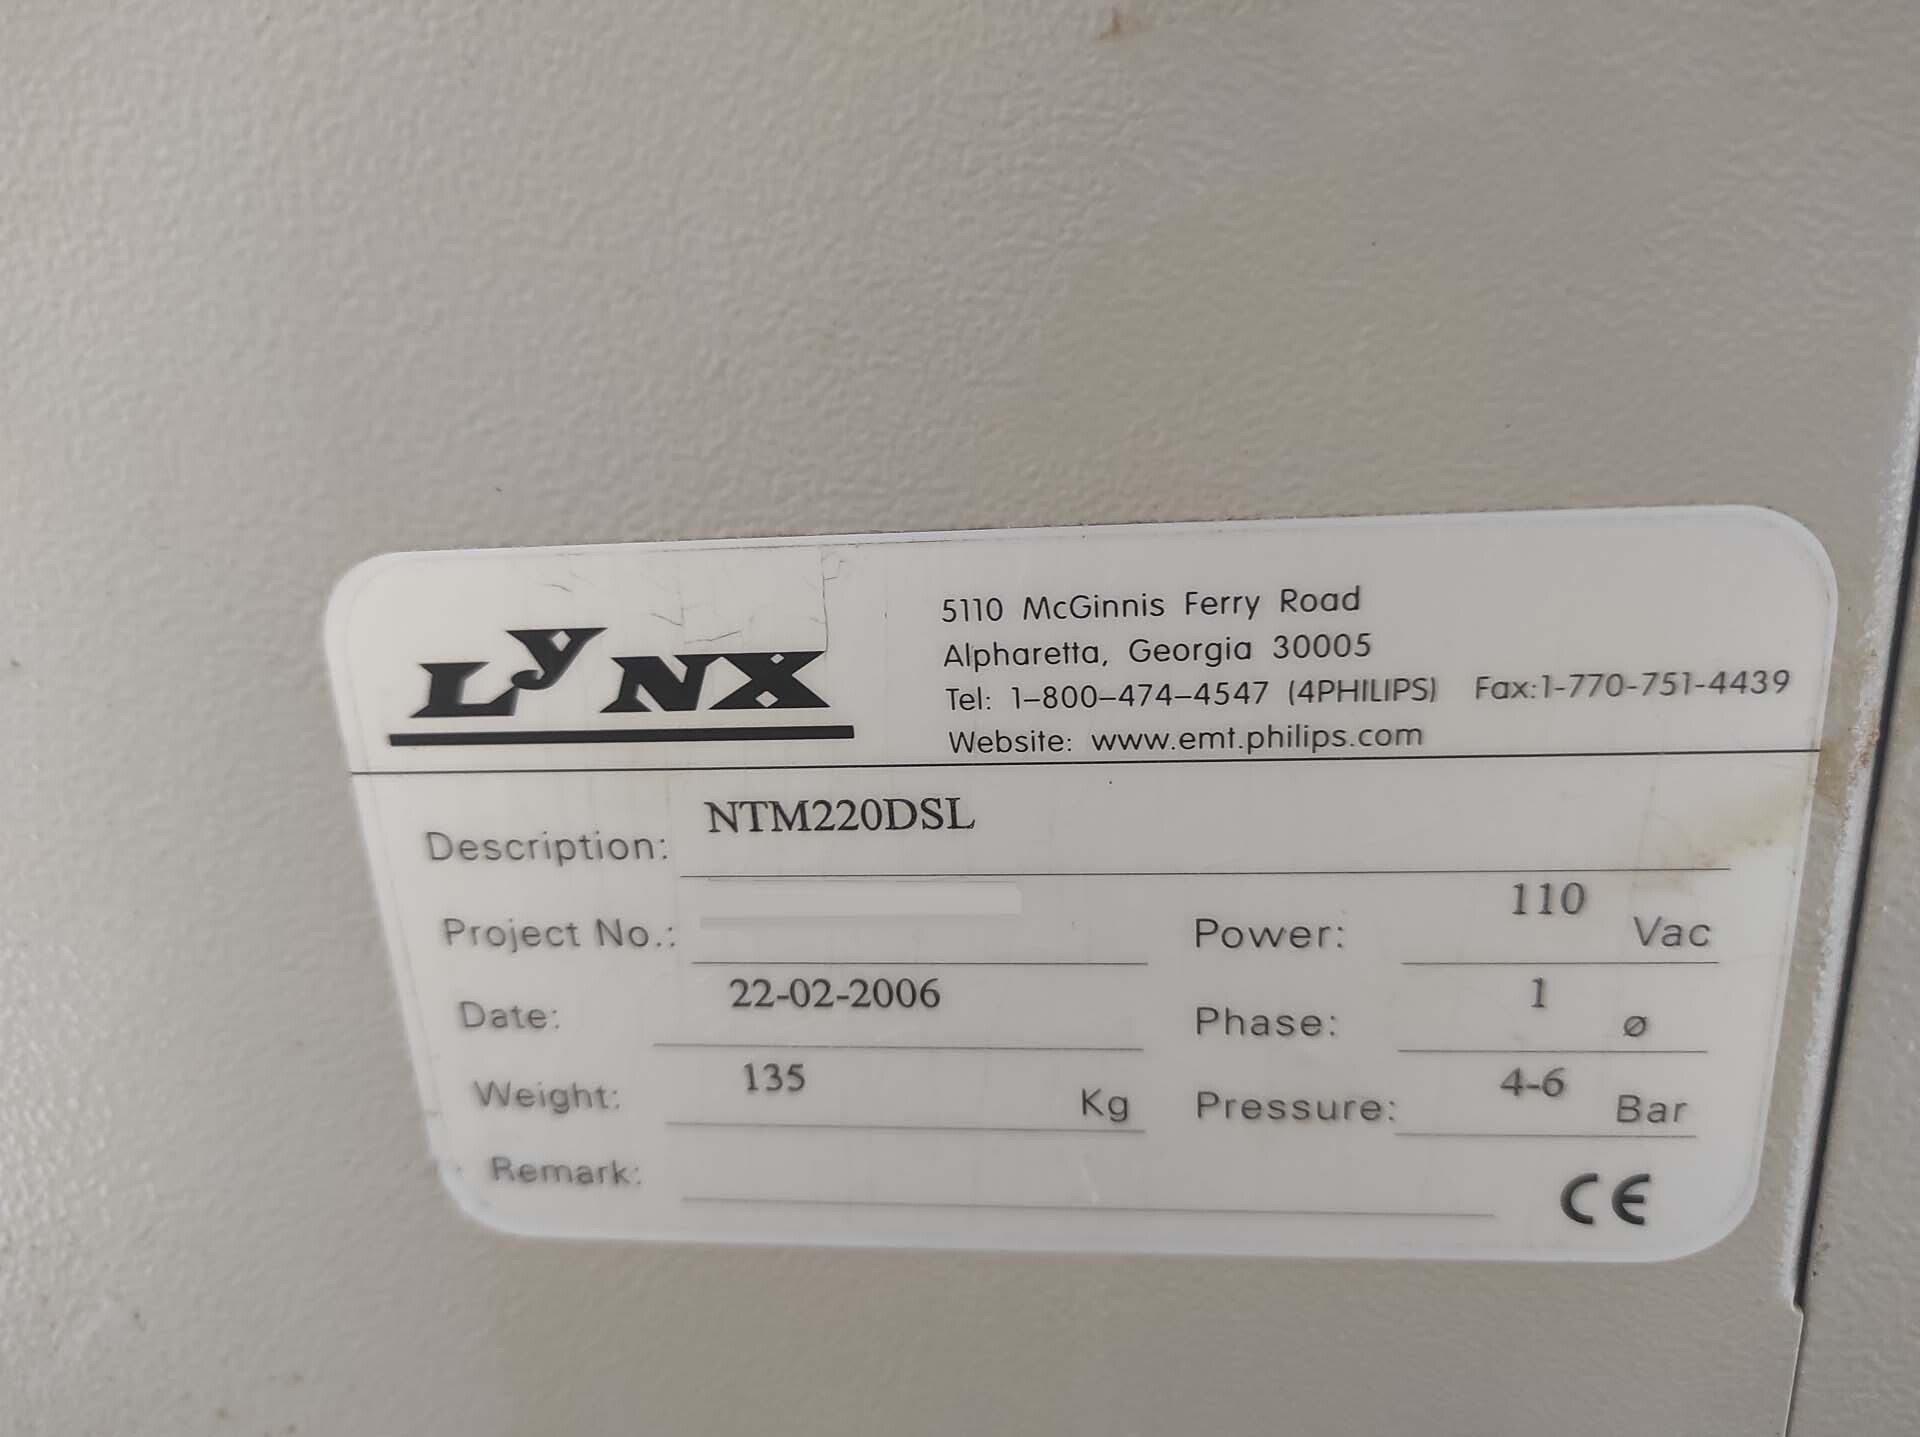 LyNX
5110 McGinnis Ferry Road
Alpharetta, Georgia 30005
Tel: 1-800-474-4547 (4PHILIPS) Fax:1-770-751-4439
Website: www.emt.philips.com
Description: NTM220DSL
Project No.: Power: 110 Vac
Date: 22-02-2006 Phase: 1 ø
Weight: 135 Kg Pressure: 4-6 Bar
Remark: CE